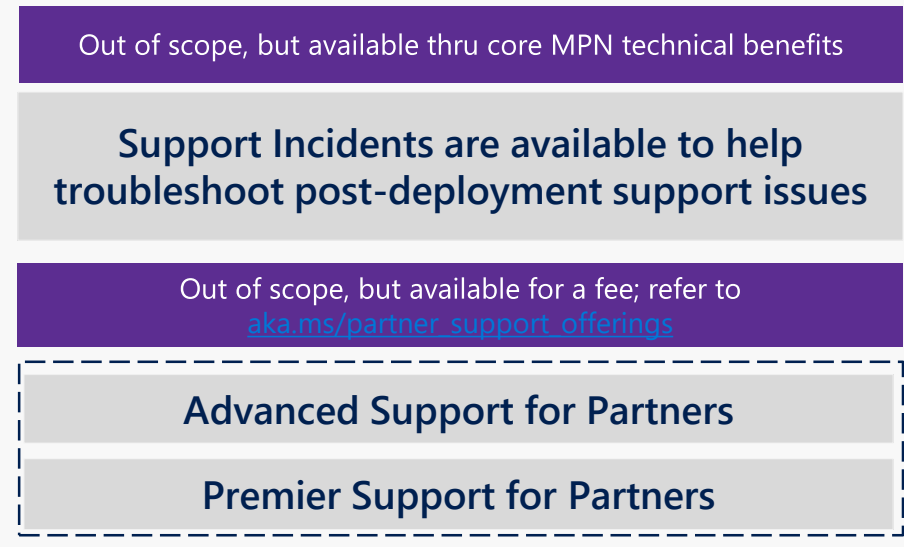 Out of scope, but available thru core MPN technical benefits
Support Incidents are available to help
troubleshoot post-deployment support issues
Out of scope, but available for a fee; refer to
aka.ms/partner_support_offerings
Advanced Support for Partners
Premier Support for Partners